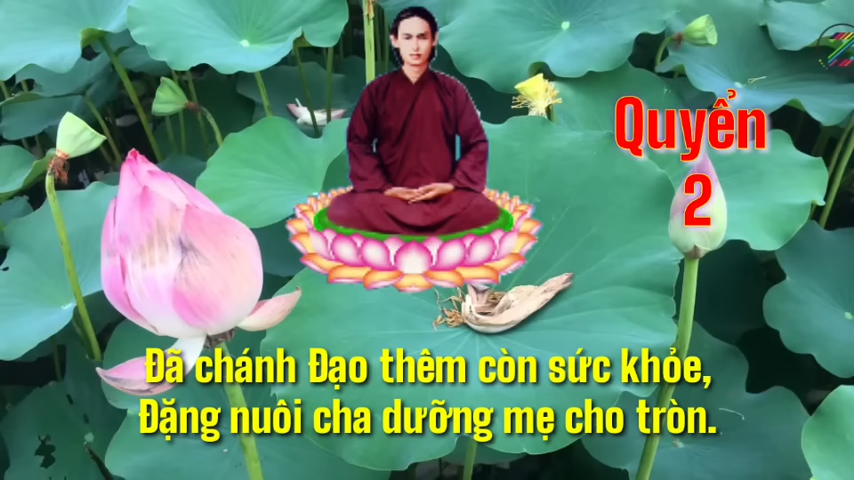 Quyển
2
Đã chánh Đạo thêm còn sức khỏe,
Đặng nuôi cha dưỡng mẹ cho tròn.